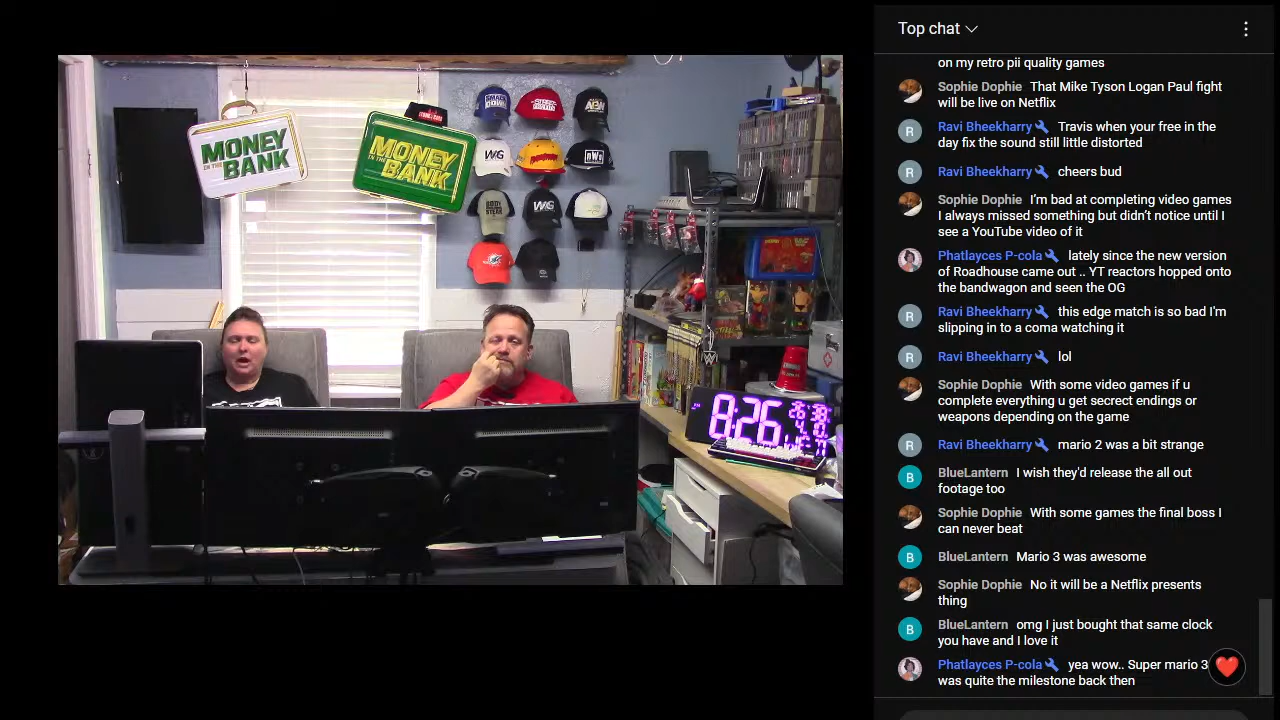 Top chat
on my retro pii quality games
Sophie Dophie That Mike Tyson Logan Paul fight
will be live on Netflix
R
Ravi Bheekharry Travis when your free in the
day fix the sound still little distorted
R
Ravi Bheekharry cheers bud
Sophie Dophie I'm bad at completing video games
I always missed something but didn't notice until I
see a YouTube video of it
Phatlayces P-cola lately since the new version
of Roadhouse came out .. YT reactors hopped onto
the bandwagon and seen the OG
R
Ravi Bheekharry this edge match is so bad I'm
slipping in to a coma watching it
R
Ravi Bheekharry lol
Sophie Dophie With some video games if u
complete everything u get secrect endings or
weapons depending on the game
R
Ravi Bheekharry mario 2 was a bit strange
B
BlueLantern I wish they'd release the all out
footage too
Sophie Dophie With some games the final boss I
can never beat
B
BlueLantern Mario 3 was awesome
Sophie Dophie No it will be a Netflix presents
thing
B
BlueLantern omg I just bought that same clock
you have and I love it
Phatlayces P-cola yea wow.. Super mario 3
was quite the milestone back then
MONEY
IN THE
BANK
MONEY
IN THE
BANK
nWo
8:26